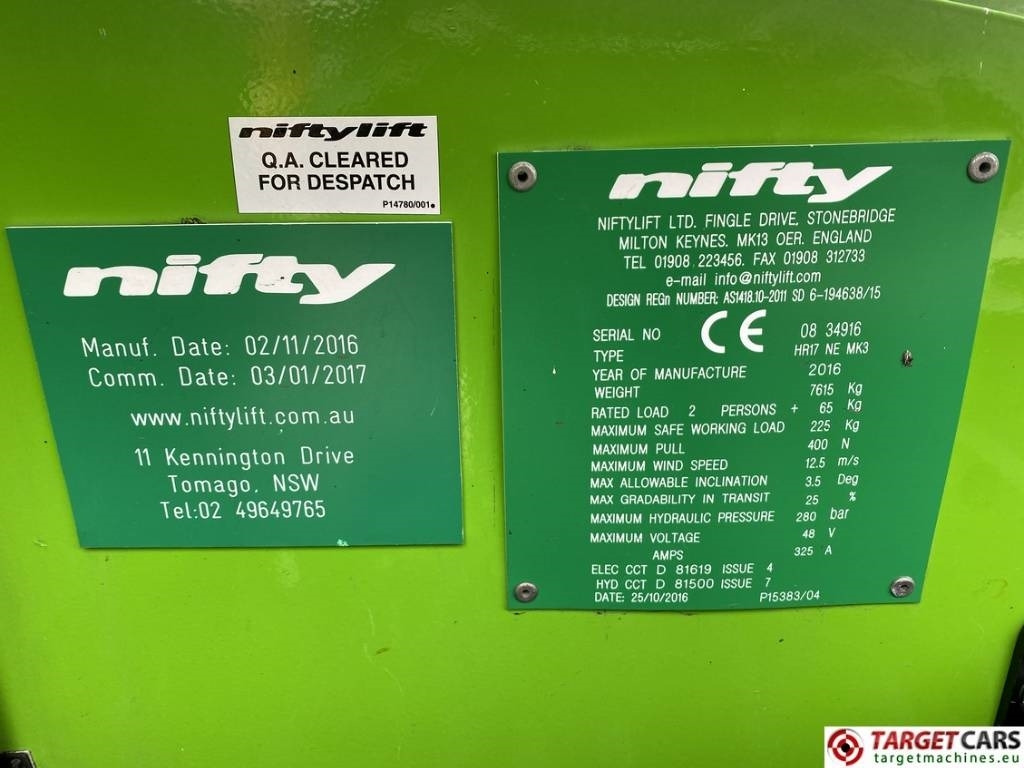 niftylift
Q.A. CLEARED
FOR DESPATCH
P14780/001
nifty
Manuf. Date: 02/11/2016
Comm. Date: 03/01/2017
www.niftylift.com.au
11 Kennington Drive
Tomago, NSW
Tel:02 49649765
nifty
NIFTYLIFT LTD. FINGLE DRIVE, STONEBRIDGE
MILTON KEYNES. MK13 OER. ENGLAND
TEL 01908 223456. FAX 01908 312733
e-mail info@niftylift.com
DESIGN REGn NUMBER: AS1418.10-2011 SD 6-194638/15
CE
SERIAL NO 08 34916
TYPE HR17 NE MK3
YEAR OF MANUFACTURE 2016
WEIGHT 7615 Kg
RATED LOAD 2 PERSONS + 65 Kg
MAXIMUM SAFE WORKING LOAD 225 Kg
MAXIMUM PULL 400 N
MAXIMUM WIND SPEED 12.5 m/s
MAX ALLOWABLE INCLINATION 3.5 Deg
MAX GRADABILITY IN TRANSIT 25 %
MAXIMUM HYDRAULIC PRESSURE 280 bar
MAXIMUM VOLTAGE 48 V
AMPS 325 A
ELEC CCT D 81619 ISSUE 4
HYD CCT D 81500 ISSUE 7
DATE: 25/10/2016 P15383/04
TARGETCARS
targetmachines.eu